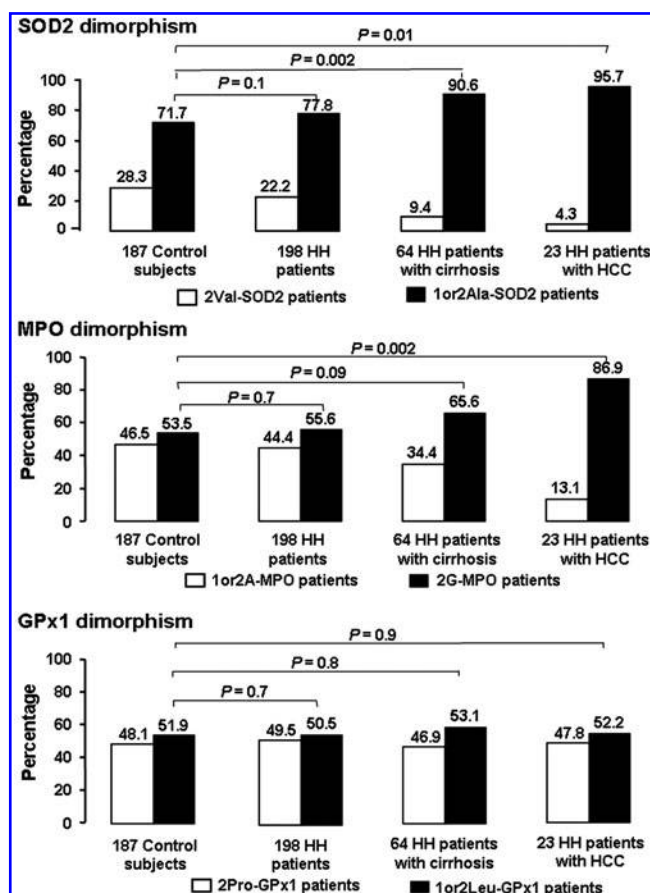 SOD2 dimorphism
P = 0.01
P = 0.002
P = 0.1
Percentage
100
80
60
40
20
0
28.3 71.7 22.2 77.8 9.4 90.6 4.3 95.7
187 Control subjects
198 HH patients
64 HH patients with cirrhosis
23 HH patients with HCC
2Val-SOD2 patients 1or2Ala-SOD2 patients
MPO dimorphism
P = 0.002
P = 0.09
P = 0.7
Percentage
100
80
60
40
20
0
46.5 53.5 44.4 55.6 34.4 65.6 13.1 86.9
187 Control subjects
198 HH patients
64 HH patients with cirrhosis
23 HH patients with HCC
1or2A-MPO patients 2G-MPO patients
GPx1 dimorphism
P = 0.9
P = 0.8
P = 0.7
Percentage
100
80
60
40
20
0
48.1 51.9 49.5 50.5 46.9 53.1 47.8 52.2
187 Control subjects
198 HH patients
64 HH patients with cirrhosis
23 HH patients with HCC
2Pro-GPx1 patients 1or2Leu-GPx1 patients